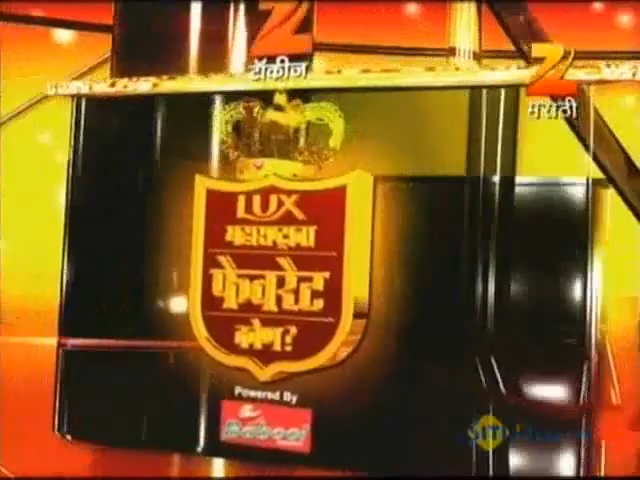 टॉकीज
मराठी
LUX
महाराष्ट्राचा
फेवरेट
कोण?
Powered By